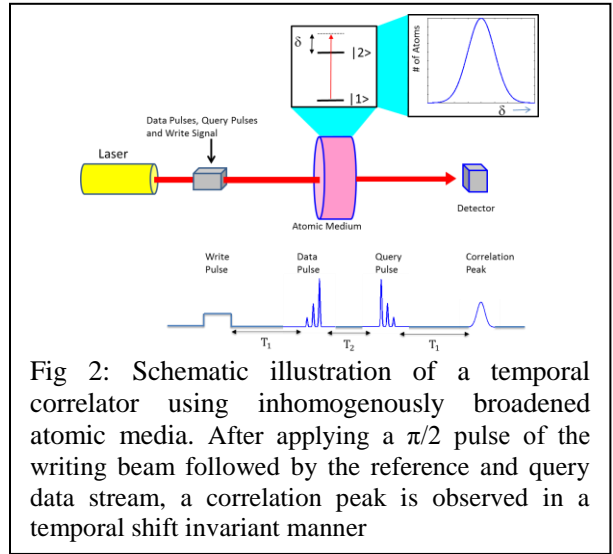 δ
|2>
|1>
# of Atoms
δ
Data Pulses, Query Pulses
and Write Signal
Laser
Atomic Medium
Detector
Write
Pulse
Data
Pulse
Query
Pulse
Correlation
Peak
T₁
T₂
T₁
Fig 2: Schematic illustration of a temporal
correlator using inhomogenously broadened
atomic media. After applying a π/2 pulse of the
writing beam followed by the reference and query
data stream, a correlation peak is observed in a
temporal shift invariant manner